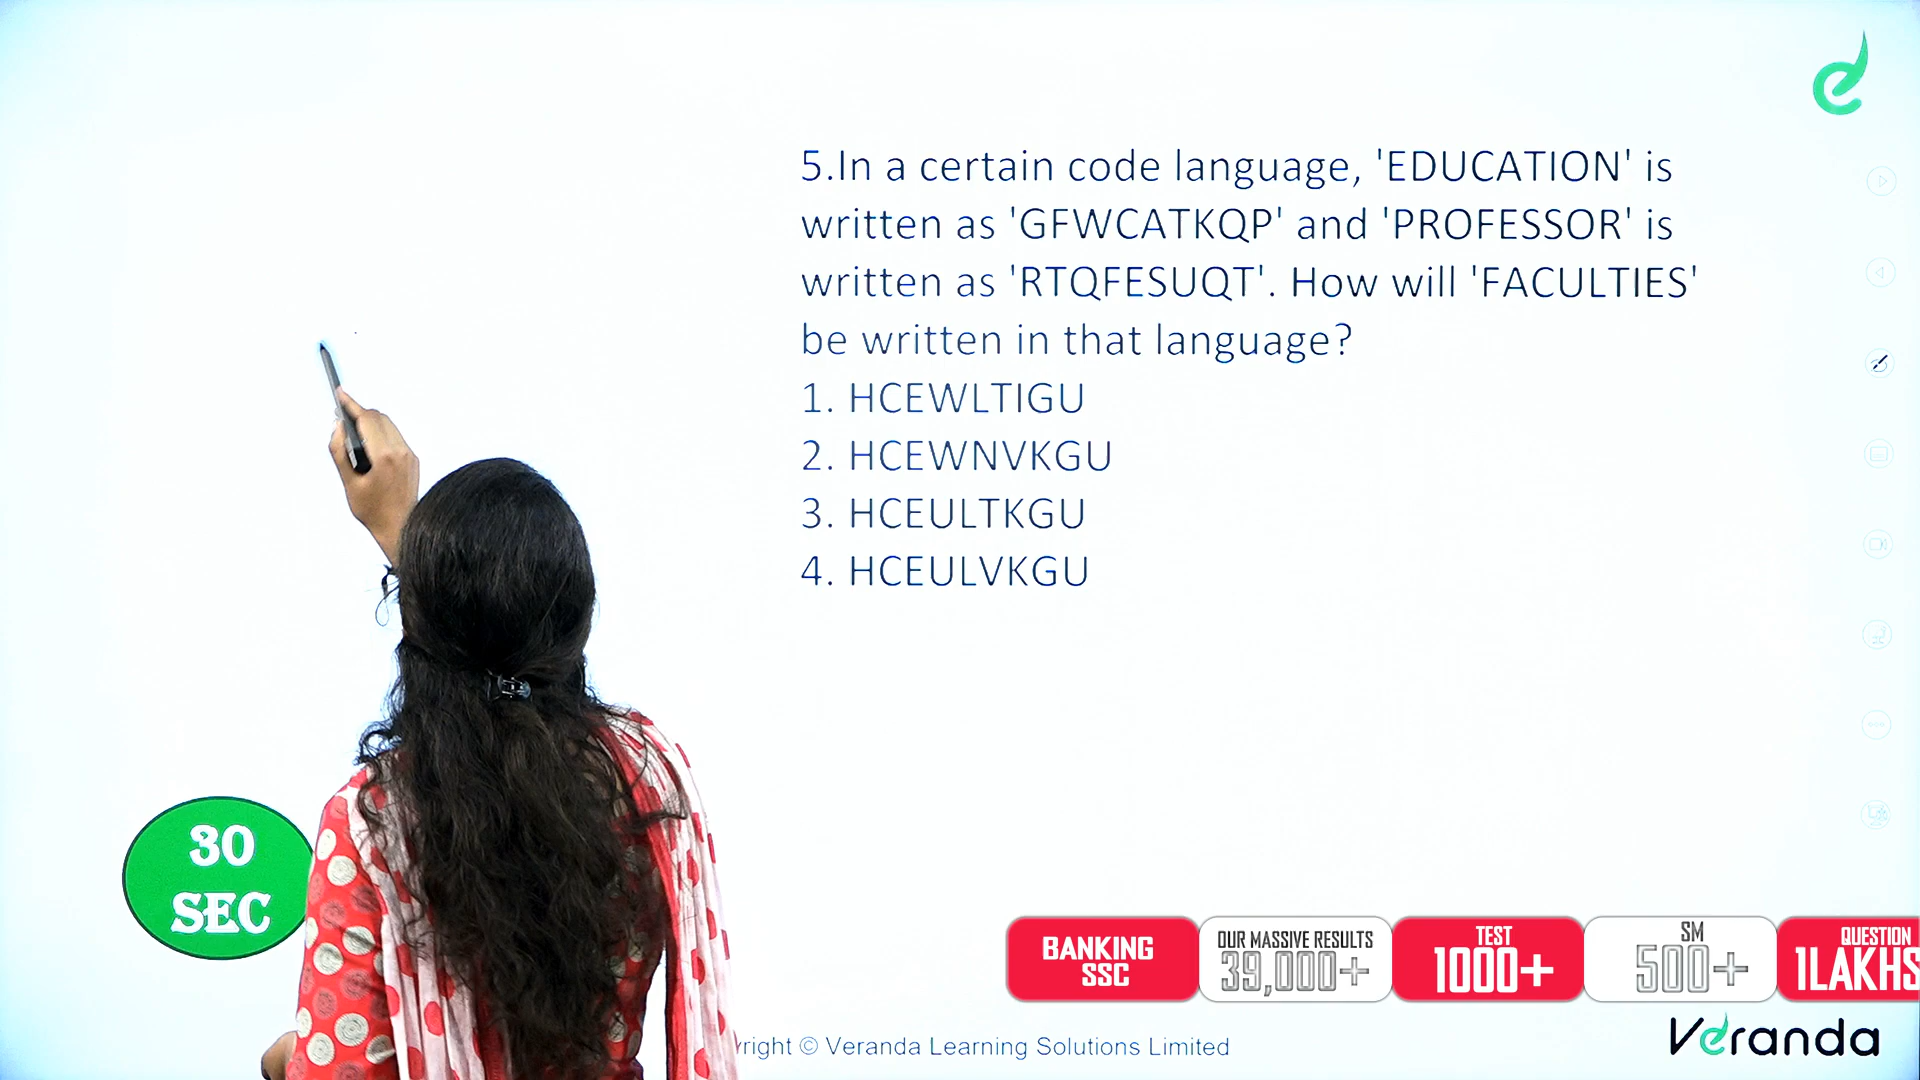 5.In a certain code language, 'EDUCATION' is
written as 'GFWCATKQP' and 'PROFESSOR' is
written as 'RTQFESUQT'. How will 'FACULTIES'
be written in that language?
1. HCEWLTIGU
2. HCEWNVKGU
3. HCEULTKGU
4. HCEULVKGU
30
SEC
BANKING
SSC
OUR MASSIVE RESULTS
39,000+
TEST
1000+
SM
500+
QUESTION
1LAKHS
Veranda
right © Veranda Learning Solutions Limited